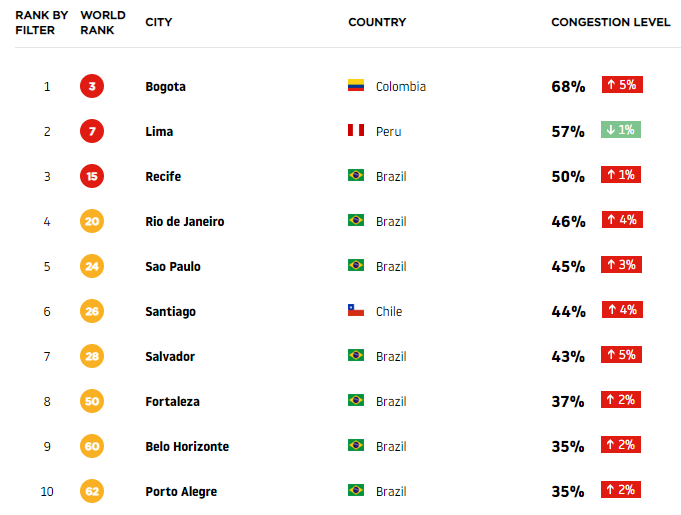 RANK BY FILTER WORLD RANK CITY COUNTRY CONGESTION LEVEL
1 3 Bogota Colombia 68% ↑ 5%
2 7 Lima Peru 57% ↓ 1%
3 15 Recife Brazil 50% ↑ 1%
4 20 Rio de Janeiro Brazil 46% ↑ 4%
5 24 Sao Paulo Brazil 45% ↑ 3%
6 26 Santiago Chile 44% ↑ 4%
7 28 Salvador Brazil 43% ↑ 5%
8 50 Fortaleza Brazil 37% ↑ 2%
9 60 Belo Horizonte Brazil 35% ↑ 2%
10 62 Porto Alegre Brazil 35% ↑ 2%